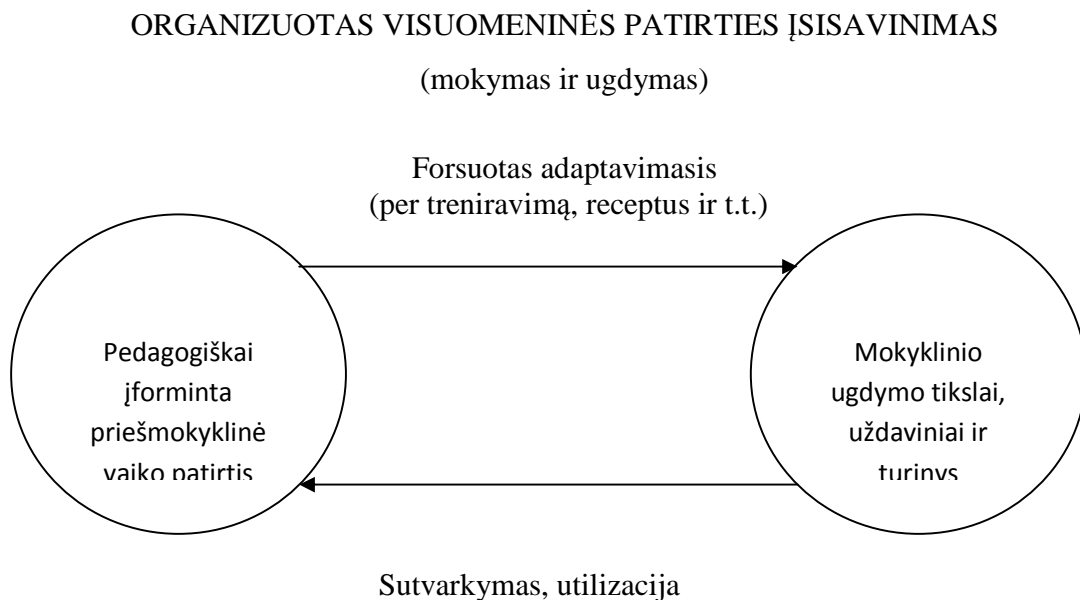 ORGANIZUOTAS VISUOMENINĖS PATIRTIES ĮSISAVINIMAS
(mokymas ir ugdymas)
Forsuotas adaptavimasis
(per treniravimą, receptus ir t.t.)
Pedagogiškai
įforminta
priešmokyklinė
vaiko patirtis
Mokyklinio
ugdymo tikslai,
uždaviniai ir
turinys
Sutvarkymas, utilizacija